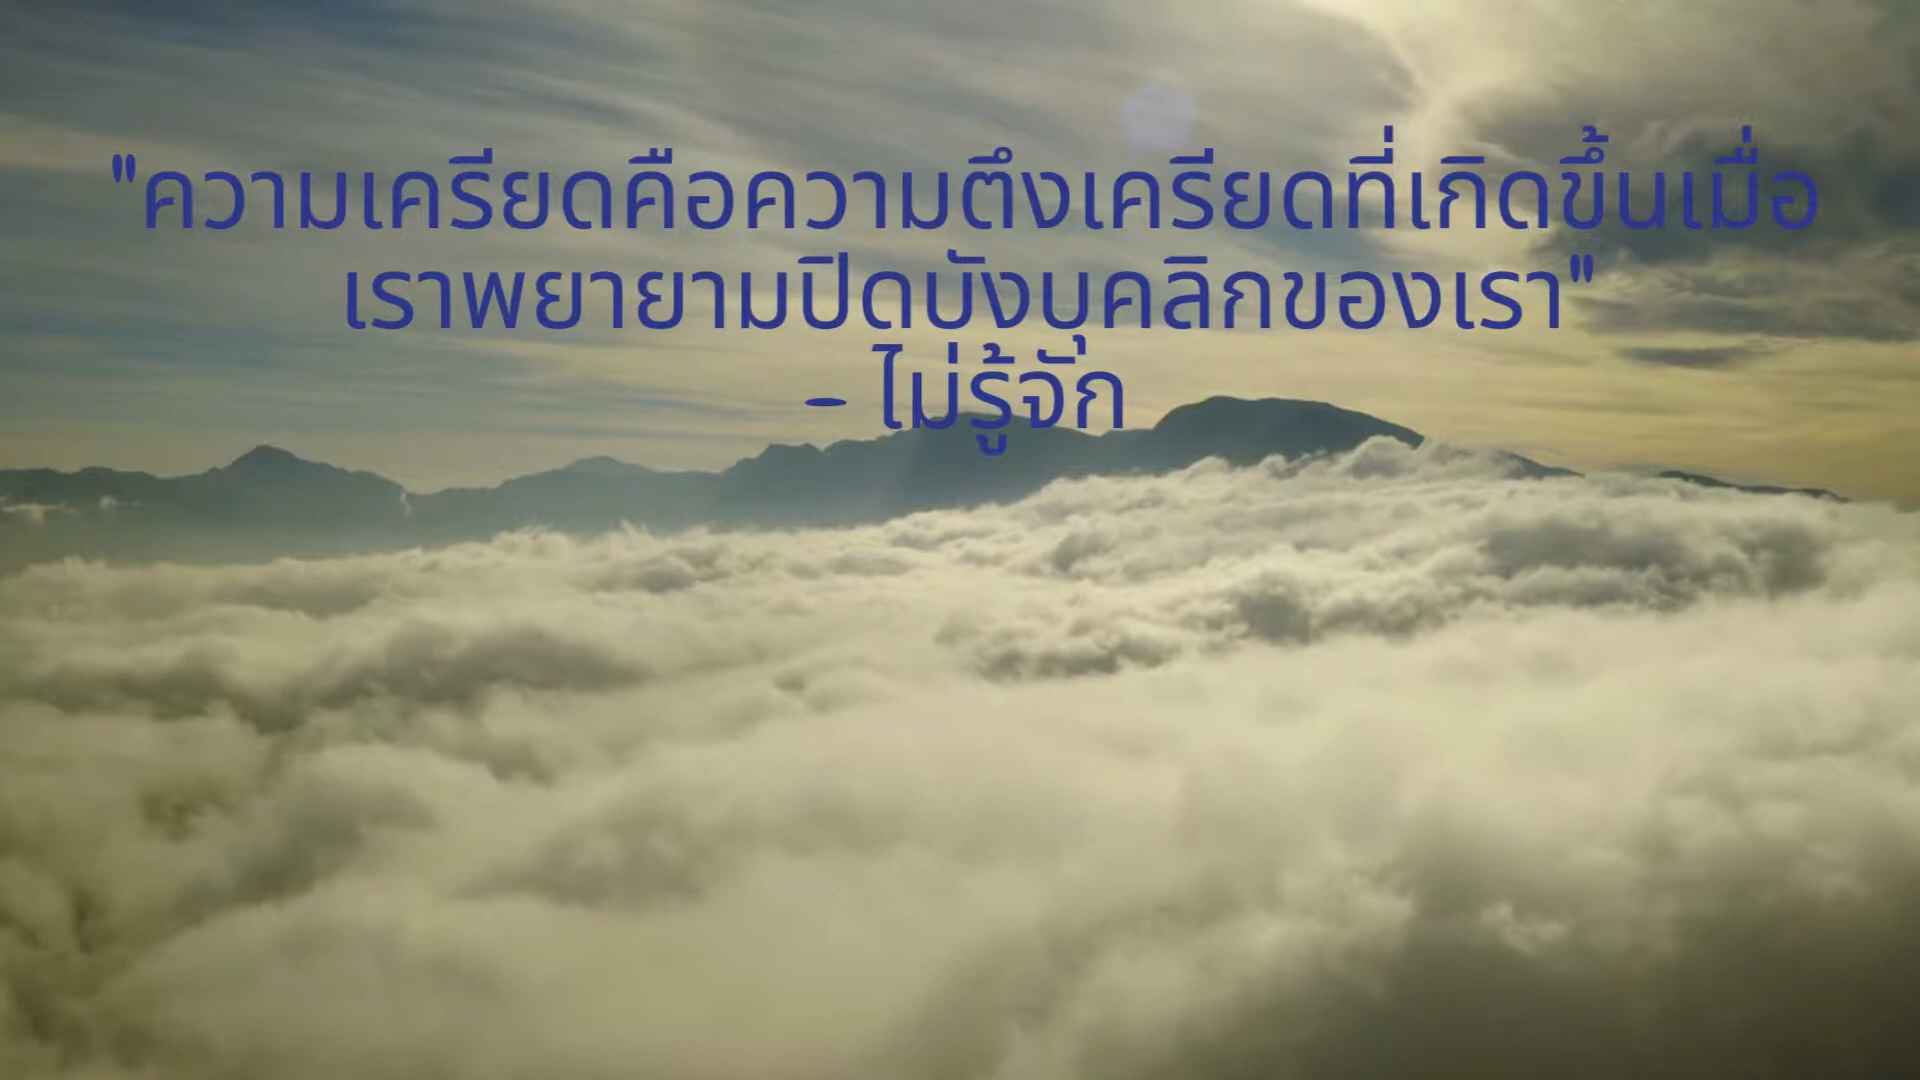 "ความเครียดคือความตึงเครียดที่เกิดขึ้นเมื่อ
เราพยายามปิดบังบุคลิกของเรา"
– ไม่รู้จัก